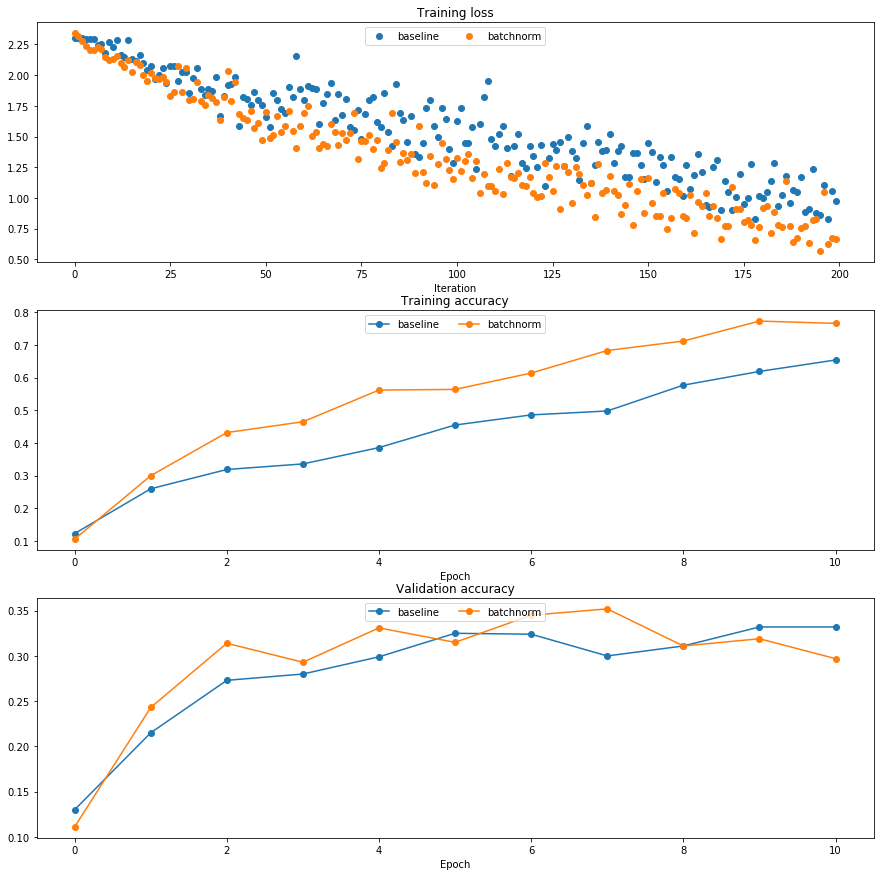 Training loss
baseline batchnorm
2.25
2.00
1.75
1.50
1.25
1.00
0.75
0.50
0 25 50 75 100 125 150 175 200
Iteration
Training accuracy
baseline batchnorm
0.8
0.7
0.6
0.5
0.4
0.3
0.2
0.1
0 2 4 6 8 10
Epoch
Validation accuracy
baseline batchnorm
0.35
0.30
0.25
0.20
0.15
0.10
0 2 4 6 8 10
Epoch